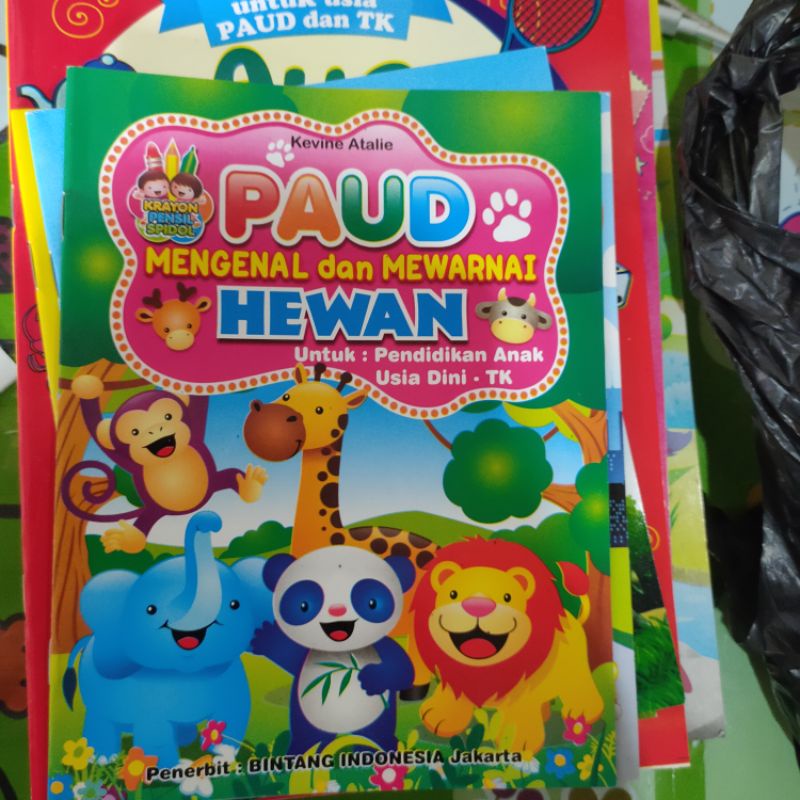 untuk usia
PAUD dan TK
Kevine Atalie
KRAYON
PENSIL
SPIDOL
PAUD
MENGENAL dan MEWARNAI
HEWAN
Untuk : Pendidikan Anak
Usia Dini - TK
Penerbit : BINTANG INDONESIA Jakarta